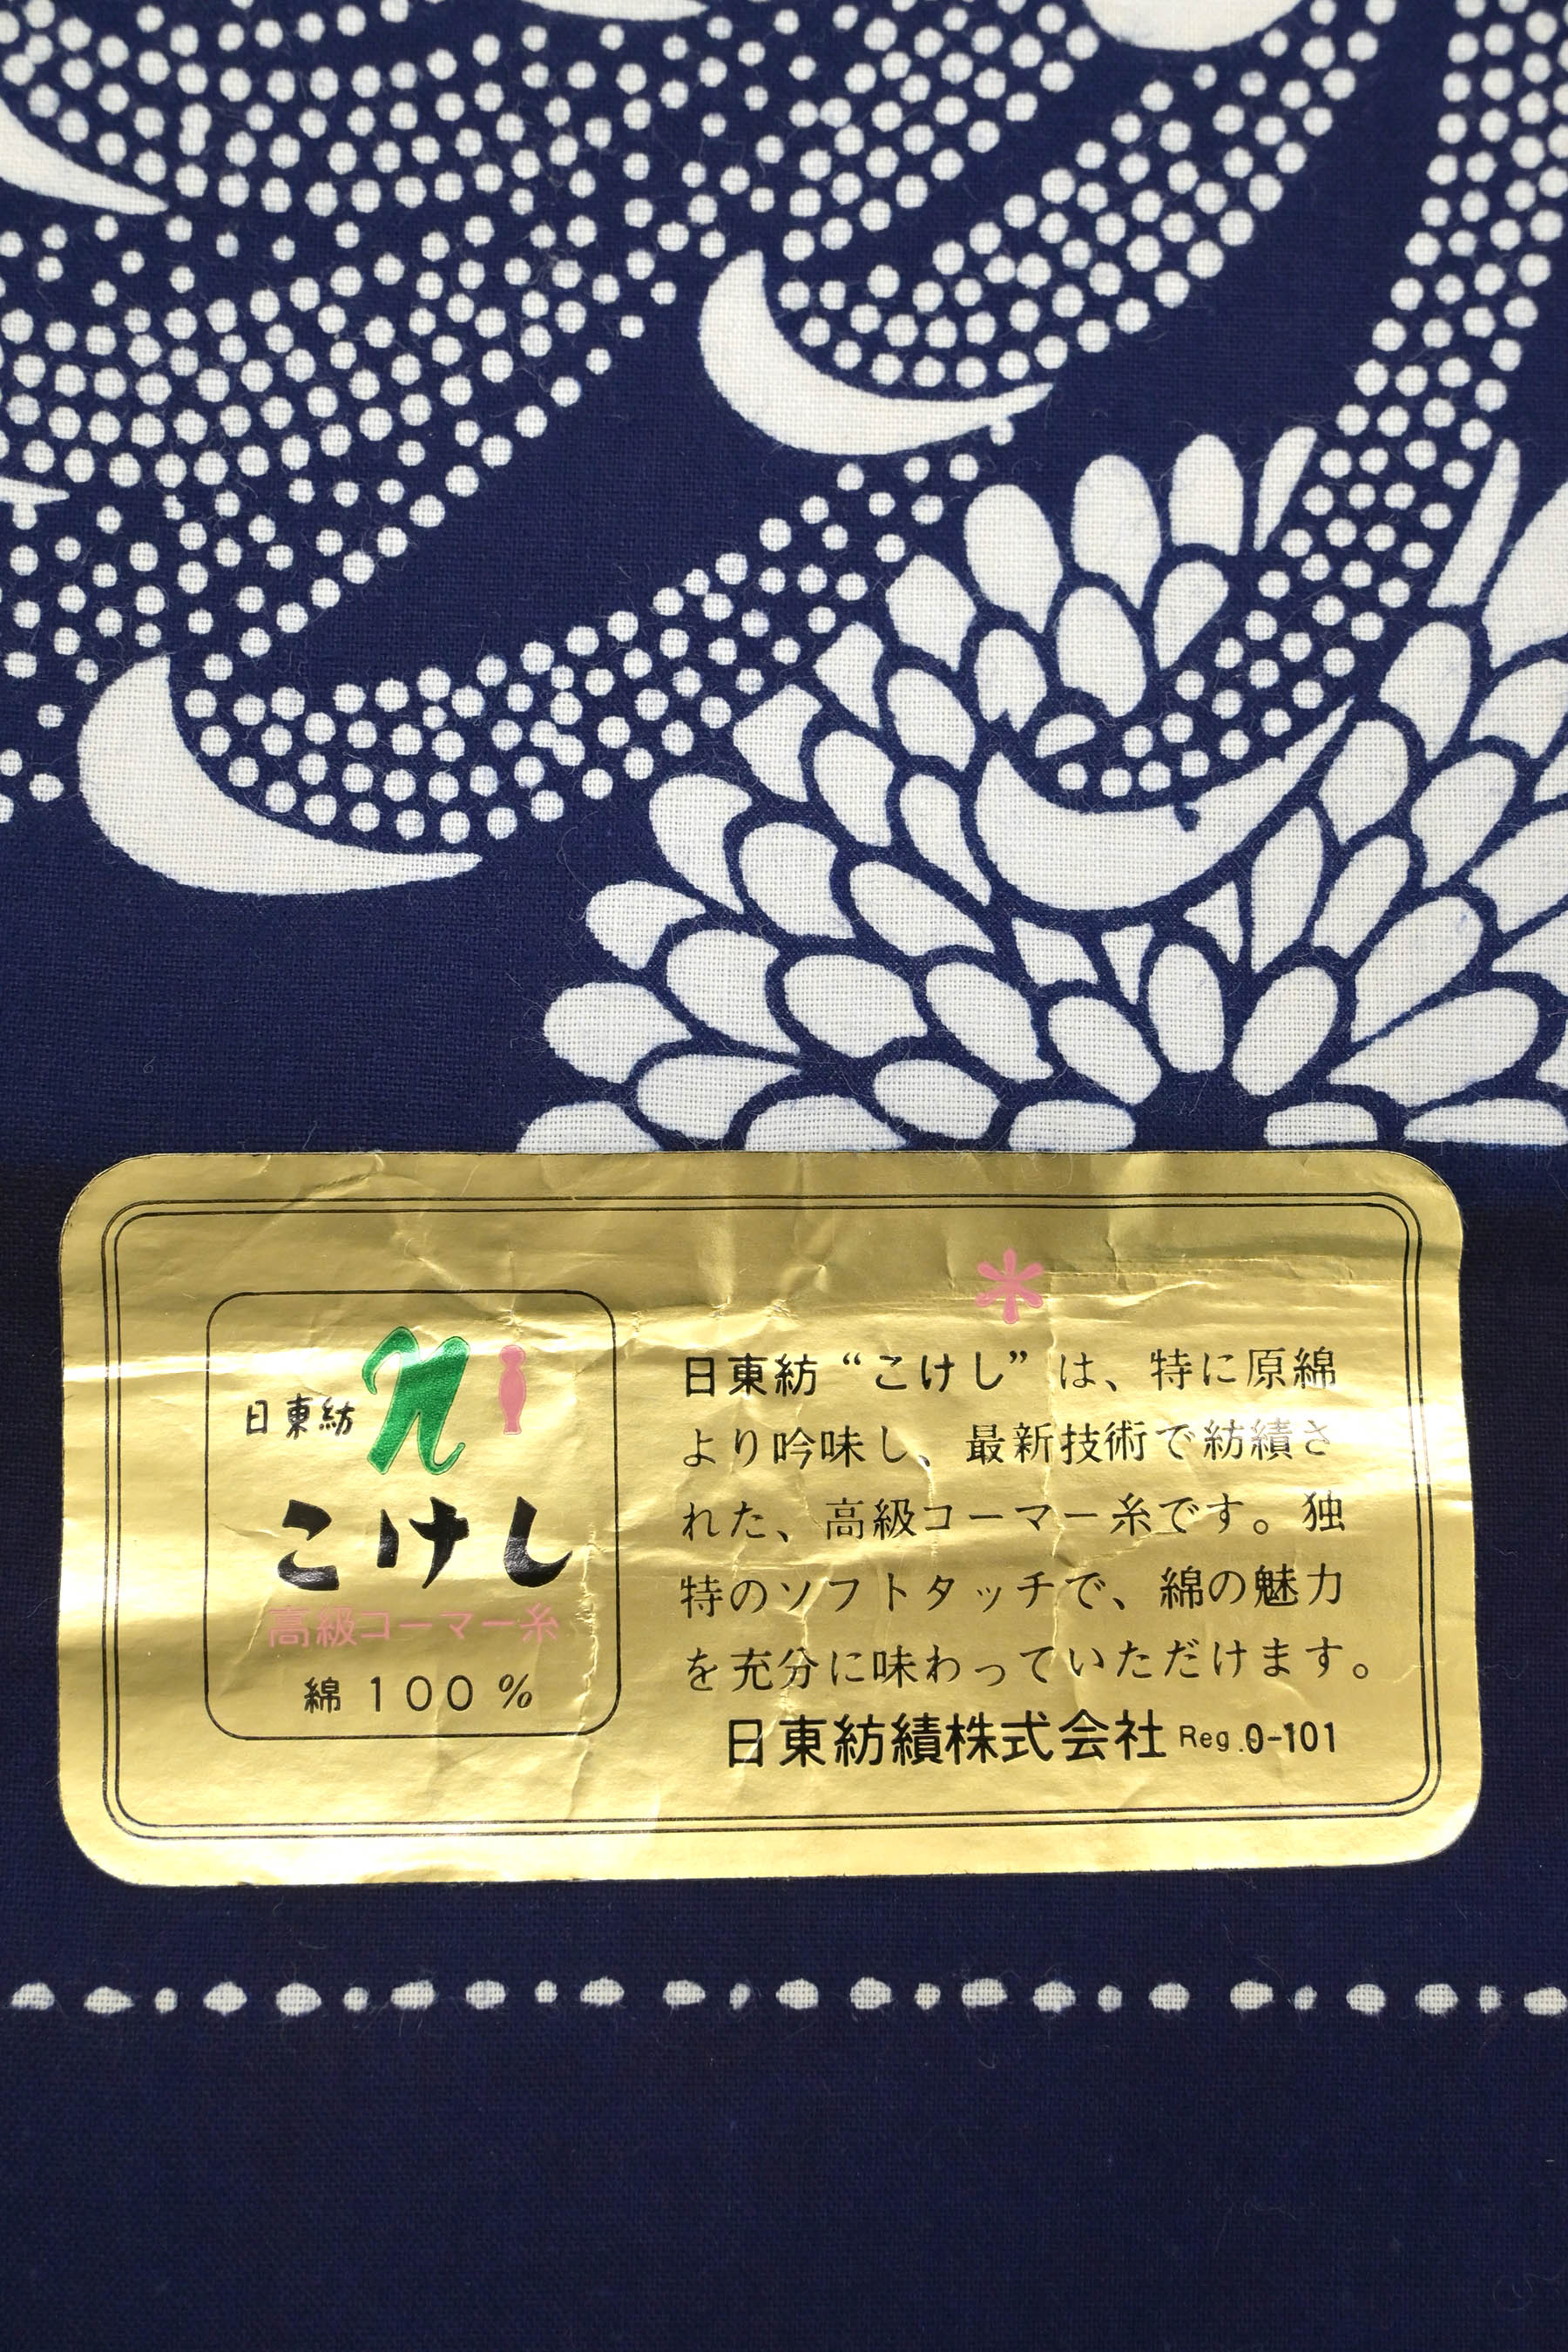 日東紡
こけし
高級コーマー糸
綿100%
日東紡“こけし”は、特に原綿
より吟味し、最新技術で紡績さ
れた、高級コーマー糸です。独
特のソフトタッチで、綿の魅力
を充分に味わっていただけます。
日東紡績株式会社 Reg.0-101